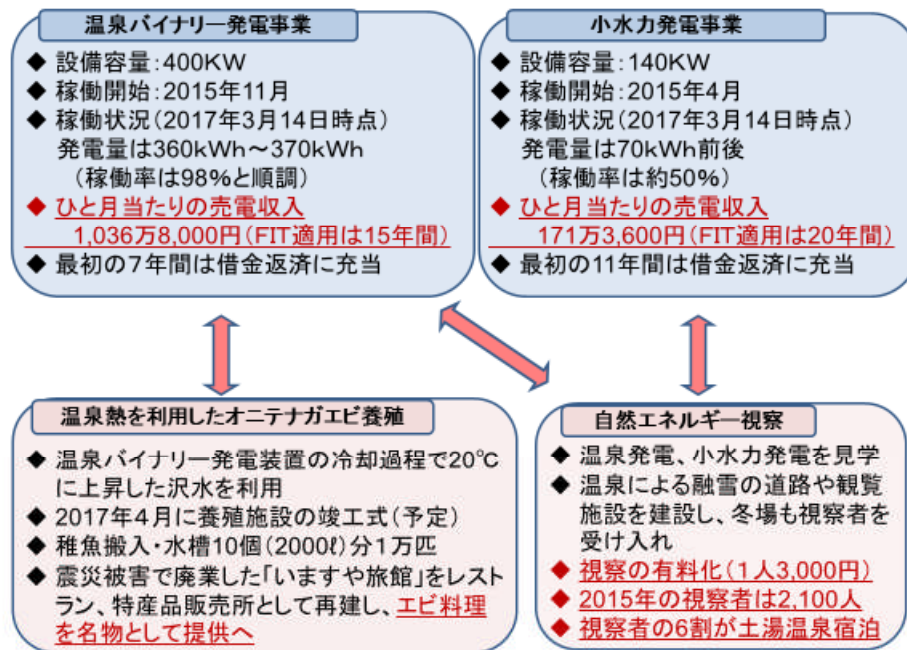 温泉バイナリー発電事業
◆ 設備容量：400KW
◆ 稼働開始：2015年11月
◆ 稼働状況（2017年3月14日時点）
発電量は360kWh～370kWh
（稼働率は98％と順調）
◆ ひと月当たりの売電収入
1,036万8,000円（FIT適用は15年間）
◆ 最初の7年間は借金返済に充当
小水力発電事業
◆ 設備容量：140KW
◆ 稼働開始：2015年4月
◆ 稼働状況（2017年3月14日時点）
発電量は70kWh前後
（稼働率は約50％）
◆ ひと月当たりの売電収入
171万3,600円（FIT適用は20年間）
◆ 最初の11年間は借金返済に充当
温泉熱を利用したオニテナガエビ養殖
◆ 温泉バイナリー発電装置の冷却過程で20℃
に上昇した沢水を利用
◆ 2017年4月に養殖施設の竣工式（予定）
◆ 稚魚搬入・水槽10個（2000ℓ）分1万匹
◆ 震災被害で廃業した「いますや旅館」をレスト
ラン、特産品販売所として再建し、エビ料理
を名物として提供へ
自然エネルギー視察
◆ 温泉発電、小水力発電を見学
◆ 温泉による融雪の道路や観覧
施設を建設し、冬場も視察者を
受け入れ
◆ 視察の有料化（1人3,000円）
◆ 2015年の視察者は2,100人
◆ 視察者の6割が土湯温泉宿泊